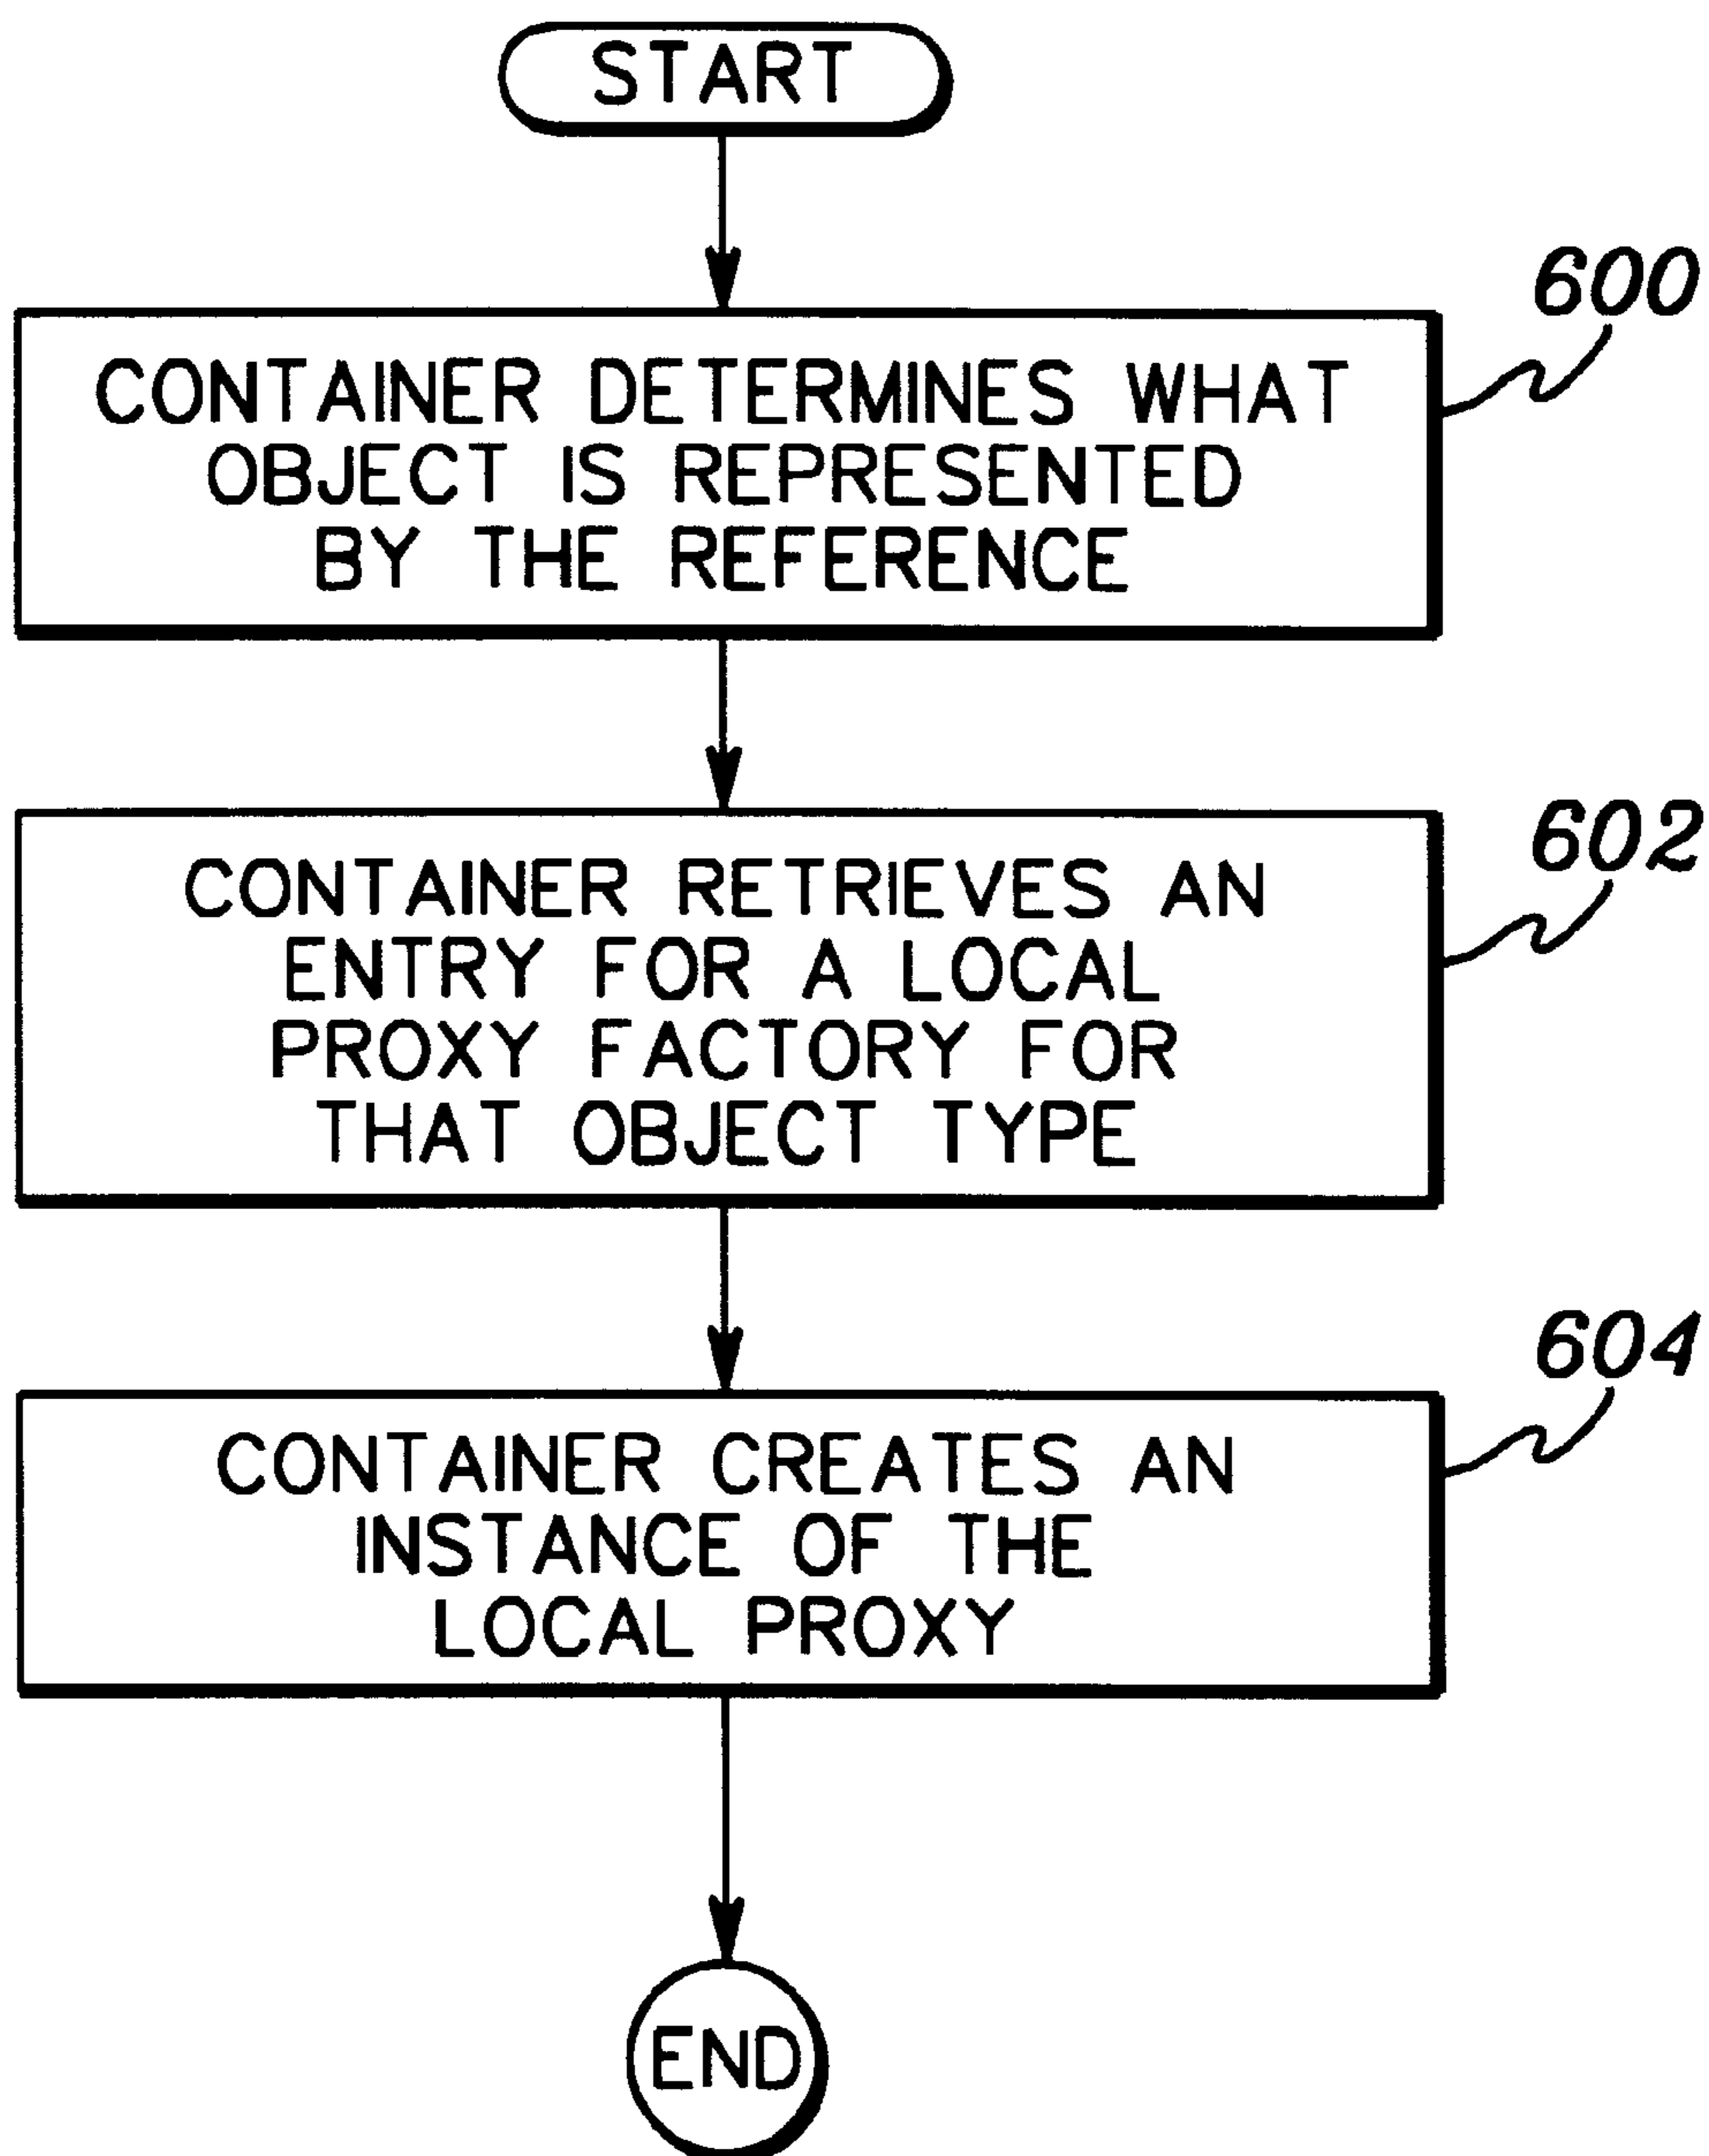 START
600
CONTAINER DETERMINES WHAT
OBJECT IS REPRESENTED
BY THE REFERENCE
602
CONTAINER RETRIEVES AN
ENTRY FOR A LOCAL
PROXY FACTORY FOR
THAT OBJECT TYPE
604
CONTAINER CREATES AN
INSTANCE OF THE
LOCAL PROXY
END